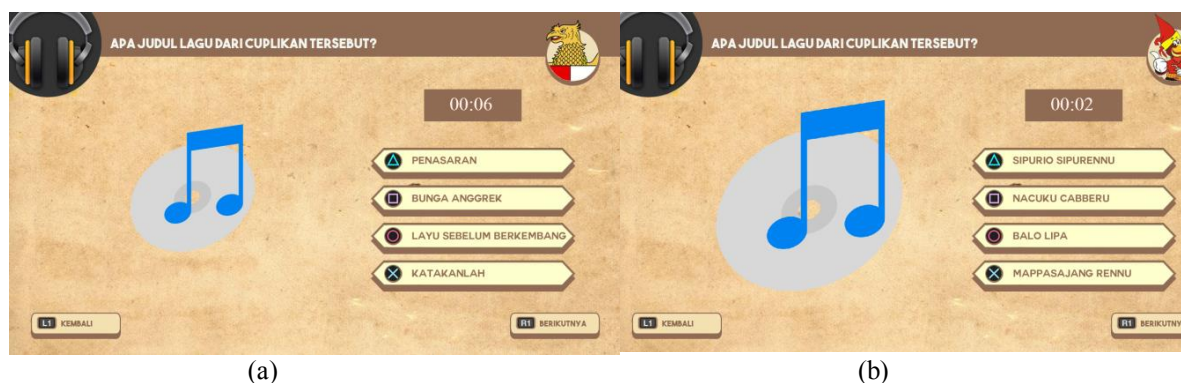 APA JUDUL LAGU DARI CUPLIKAN TERSEBUT?
00:06
PENASARAN
BUNGA ANGGREK
LAYU SEBELUM BERKEMBANG
KATAKANLAH
L1 KEMBALI
R1 BERIKUTNYA
(a)
APA JUDUL LAGU DARI CUPLIKAN TERSEBUT?
00:02
SIPURIO SIPURENNU
NACUKU CABBERU
BALO LIPA
MAPPASAJANG RENNU
L1 KEMBALI
R1 BERIKUTNY
(b)